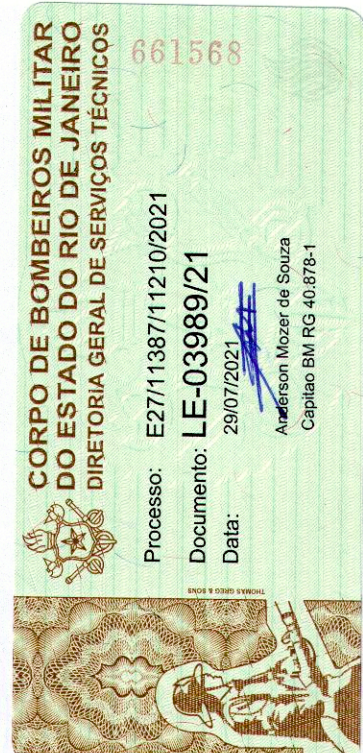 CORPO DE BOMBEIROS MILITAR
DO ESTADO DO RIO DE JANEIRO
DIRETORIA GERAL DE SERVIÇOS TÉCNICOS
661568
Processo: E27/11387/11210/2021
Documento: LE-03989/21
Data: 29/07/2021
Anderson Mozer de Souza
Capitao BM RG 40.878-1
THOMAS GREG & SONS